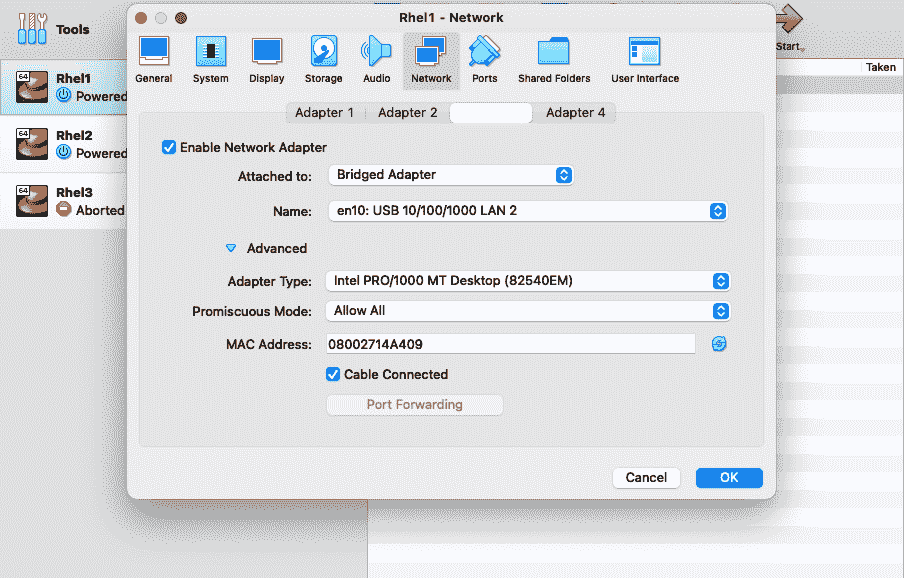 Rhel1 - Network
Tools
Start
General System Display Storage Audio Network Ports Shared Folders User Interface
Taken
64 Rhel1
Powered
Adapter 1 Adapter 2 Adapter 4
64 Rhel2
Powered
Enable Network Adapter
Attached to: Bridged Adapter
64 Rhel3
Aborted
Name: en10: USB 10/100/1000 LAN 2
Advanced
Adapter Type: Intel PRO/1000 MT Desktop (82540EM)
Promiscuous Mode: Allow All
MAC Address: 08002714A409
Cable Connected
Port Forwarding
Cancel OK